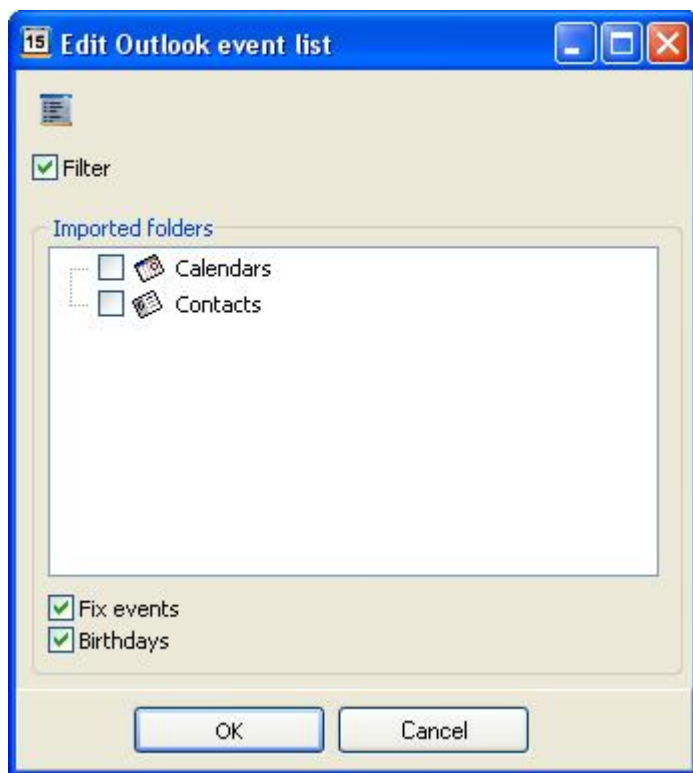 15 Edit Outlook event list
Filter
Imported folders
Calendars
Contacts
Fix events
Birthdays
OK Cancel